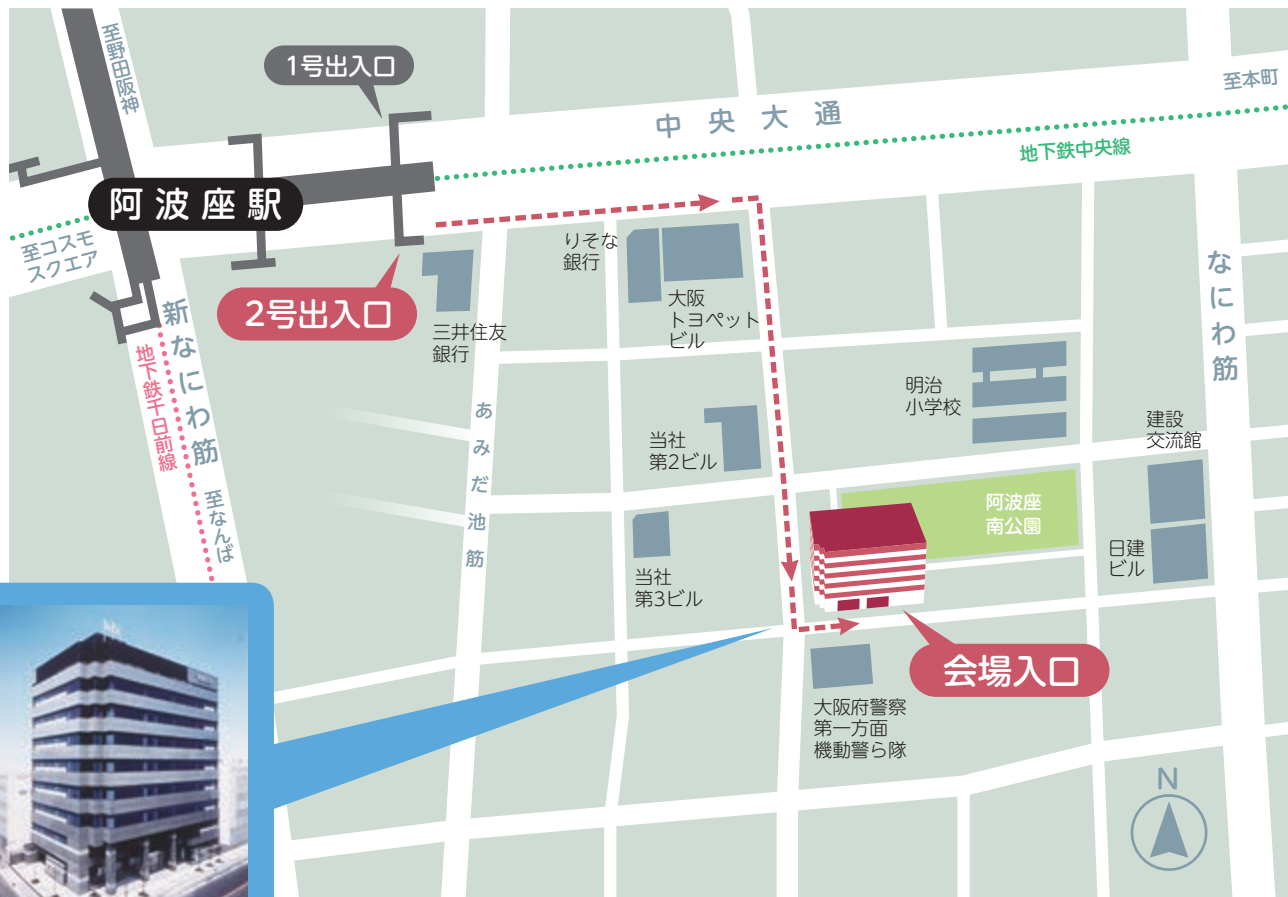 至野田阪神
1号出入口
中央大通
至本町
地下鉄中央線
阿波座駅
至コスモ
スクエア
2号出入口
新なにわ筋
地下鉄千日前線
至なんば
三井住友
銀行
りそな
銀行
大阪
トヨペット
ビル
なにわ筋
あみだ池筋
明治
小学校
当社
第2ビル
建設
交流館
阿波座
南公園
当社
第3ビル
日建
ビル
会場入口
大阪府警察
第一方面
機動警ら隊
N